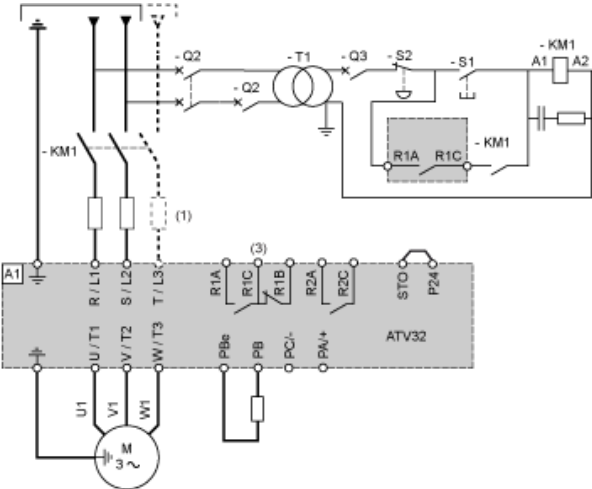 - Q2
- T1
- Q3
- S2
- S1
- KM1
A1
A2
- Q2
- KM1
R1A
R1C
- KM1
(1)
(3)
A1
R / L1
S / L2
T / L3
R1A
R1C
R1B
R2A
R2C
STO
P24
ATV32
U / T1
V / T2
W / T3
PBe
PB
PC/-
PA/+
U1
V1
W1
M
3 ~